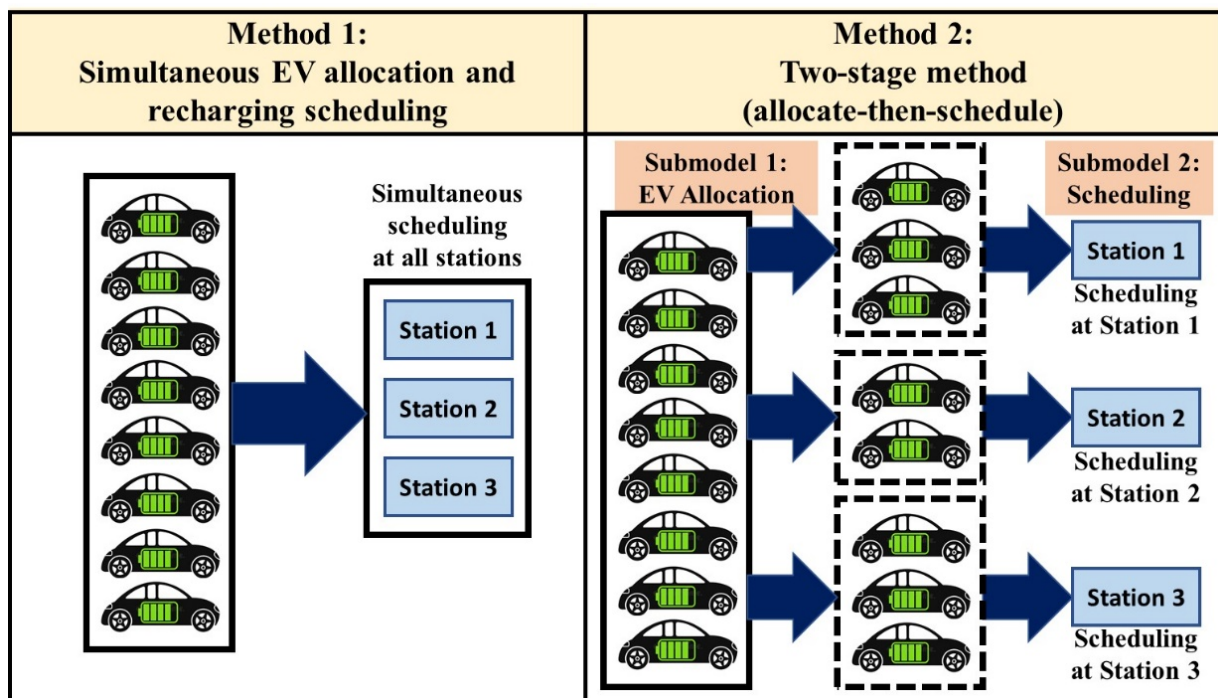 Method 1:
Simultaneous EV allocation and
recharging scheduling
Simultaneous
scheduling
at all stations
Station 1
Station 2
Station 3
Method 2:
Two-stage method
(allocate-then-schedule)
Submodel 1:
EV Allocation
Submodel 2:
Scheduling
Station 1
Scheduling
at Station 1
Station 2
Scheduling
at Station 2
Station 3
Scheduling
at Station 3